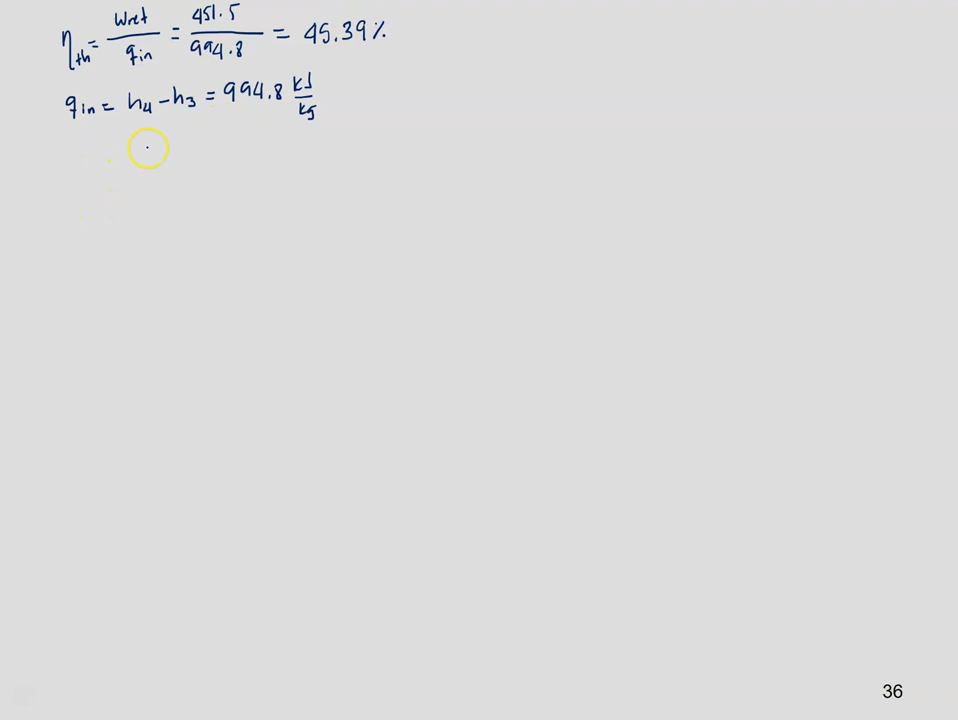 η_th = W_net / q_in = 451.5 / 994.8 = 45.39 %
q_in = h_4 - h_3 = 994.8 kJ / kg
36